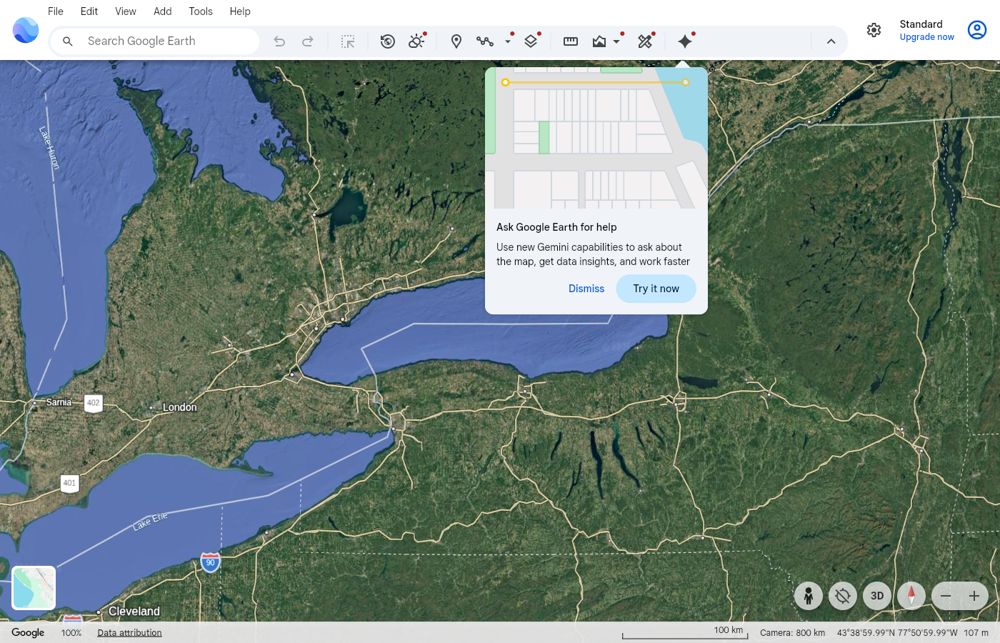 File Edit View Add Tools Help
Search Google Earth
Standard
Upgrade now
Lake Huron
Ask Google Earth for help
Use new Gemini capabilities to ask about
the map, get data insights, and work faster
Dismiss Try it now
Sarnia
402
London
401
Lake Erie
90
Cleveland
3D
Google 100% Data attribution 100 km Camera: 800 km 43°38'59.99"N 77°50'59.99"W 107 m